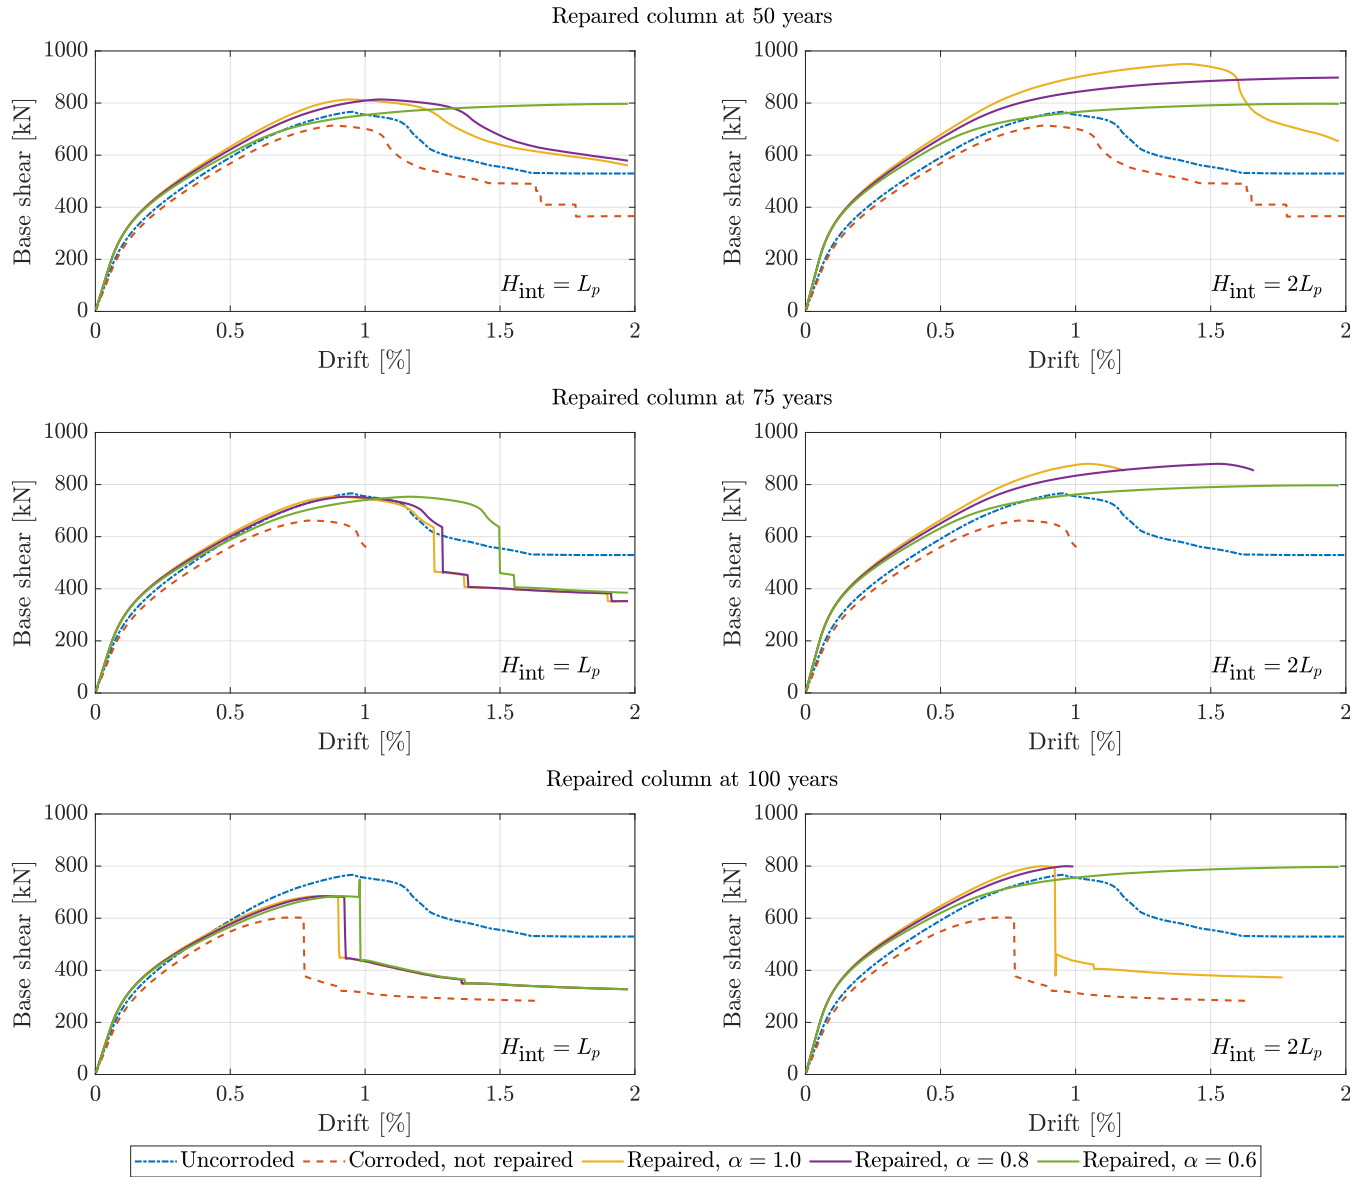 Repaired column at 50 years
Base shear [kN]
1000
800
600
400
200
0
0 0.5 1 1.5 2
Drift [%]
H_int = L_p
Base shear [kN]
1000
800
600
400
200
0
0 0.5 1 1.5 2
Drift [%]
H_int = 2L_p
Repaired column at 75 years
Base shear [kN]
1000
800
600
400
200
0
0 0.5 1 1.5 2
Drift [%]
H_int = L_p
Base shear [kN]
1000
800
600
400
200
0
0 0.5 1 1.5 2
Drift [%]
H_int = 2L_p
Repaired column at 100 years
Base shear [kN]
1000
800
600
400
200
0
0 0.5 1 1.5 2
Drift [%]
H_int = L_p
Base shear [kN]
1000
800
600
400
200
0
0 0.5 1 1.5 2
Drift [%]
H_int = 2L_p
Uncorroded Corroded, not repaired Repaired, α = 1.0 Repaired, α = 0.8 Repaired, α = 0.6